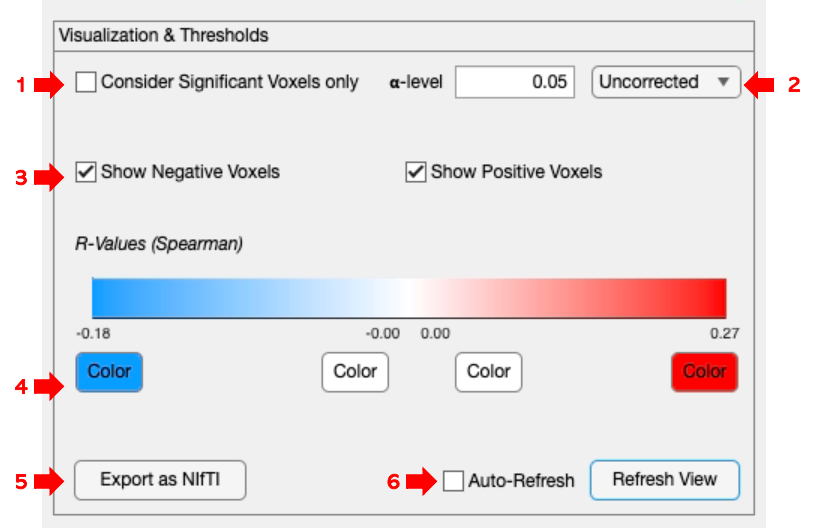 Visualization & Thresholds
1 Consider Significant Voxels only α-level 0.05 Uncorrected 2
3 Show Negative Voxels Show Positive Voxels
R-Values (Spearman)
-0.18 -0.00 0.00 0.27
4 Color Color Color Color
5 Export as NIfTI 6 Auto-Refresh Refresh View